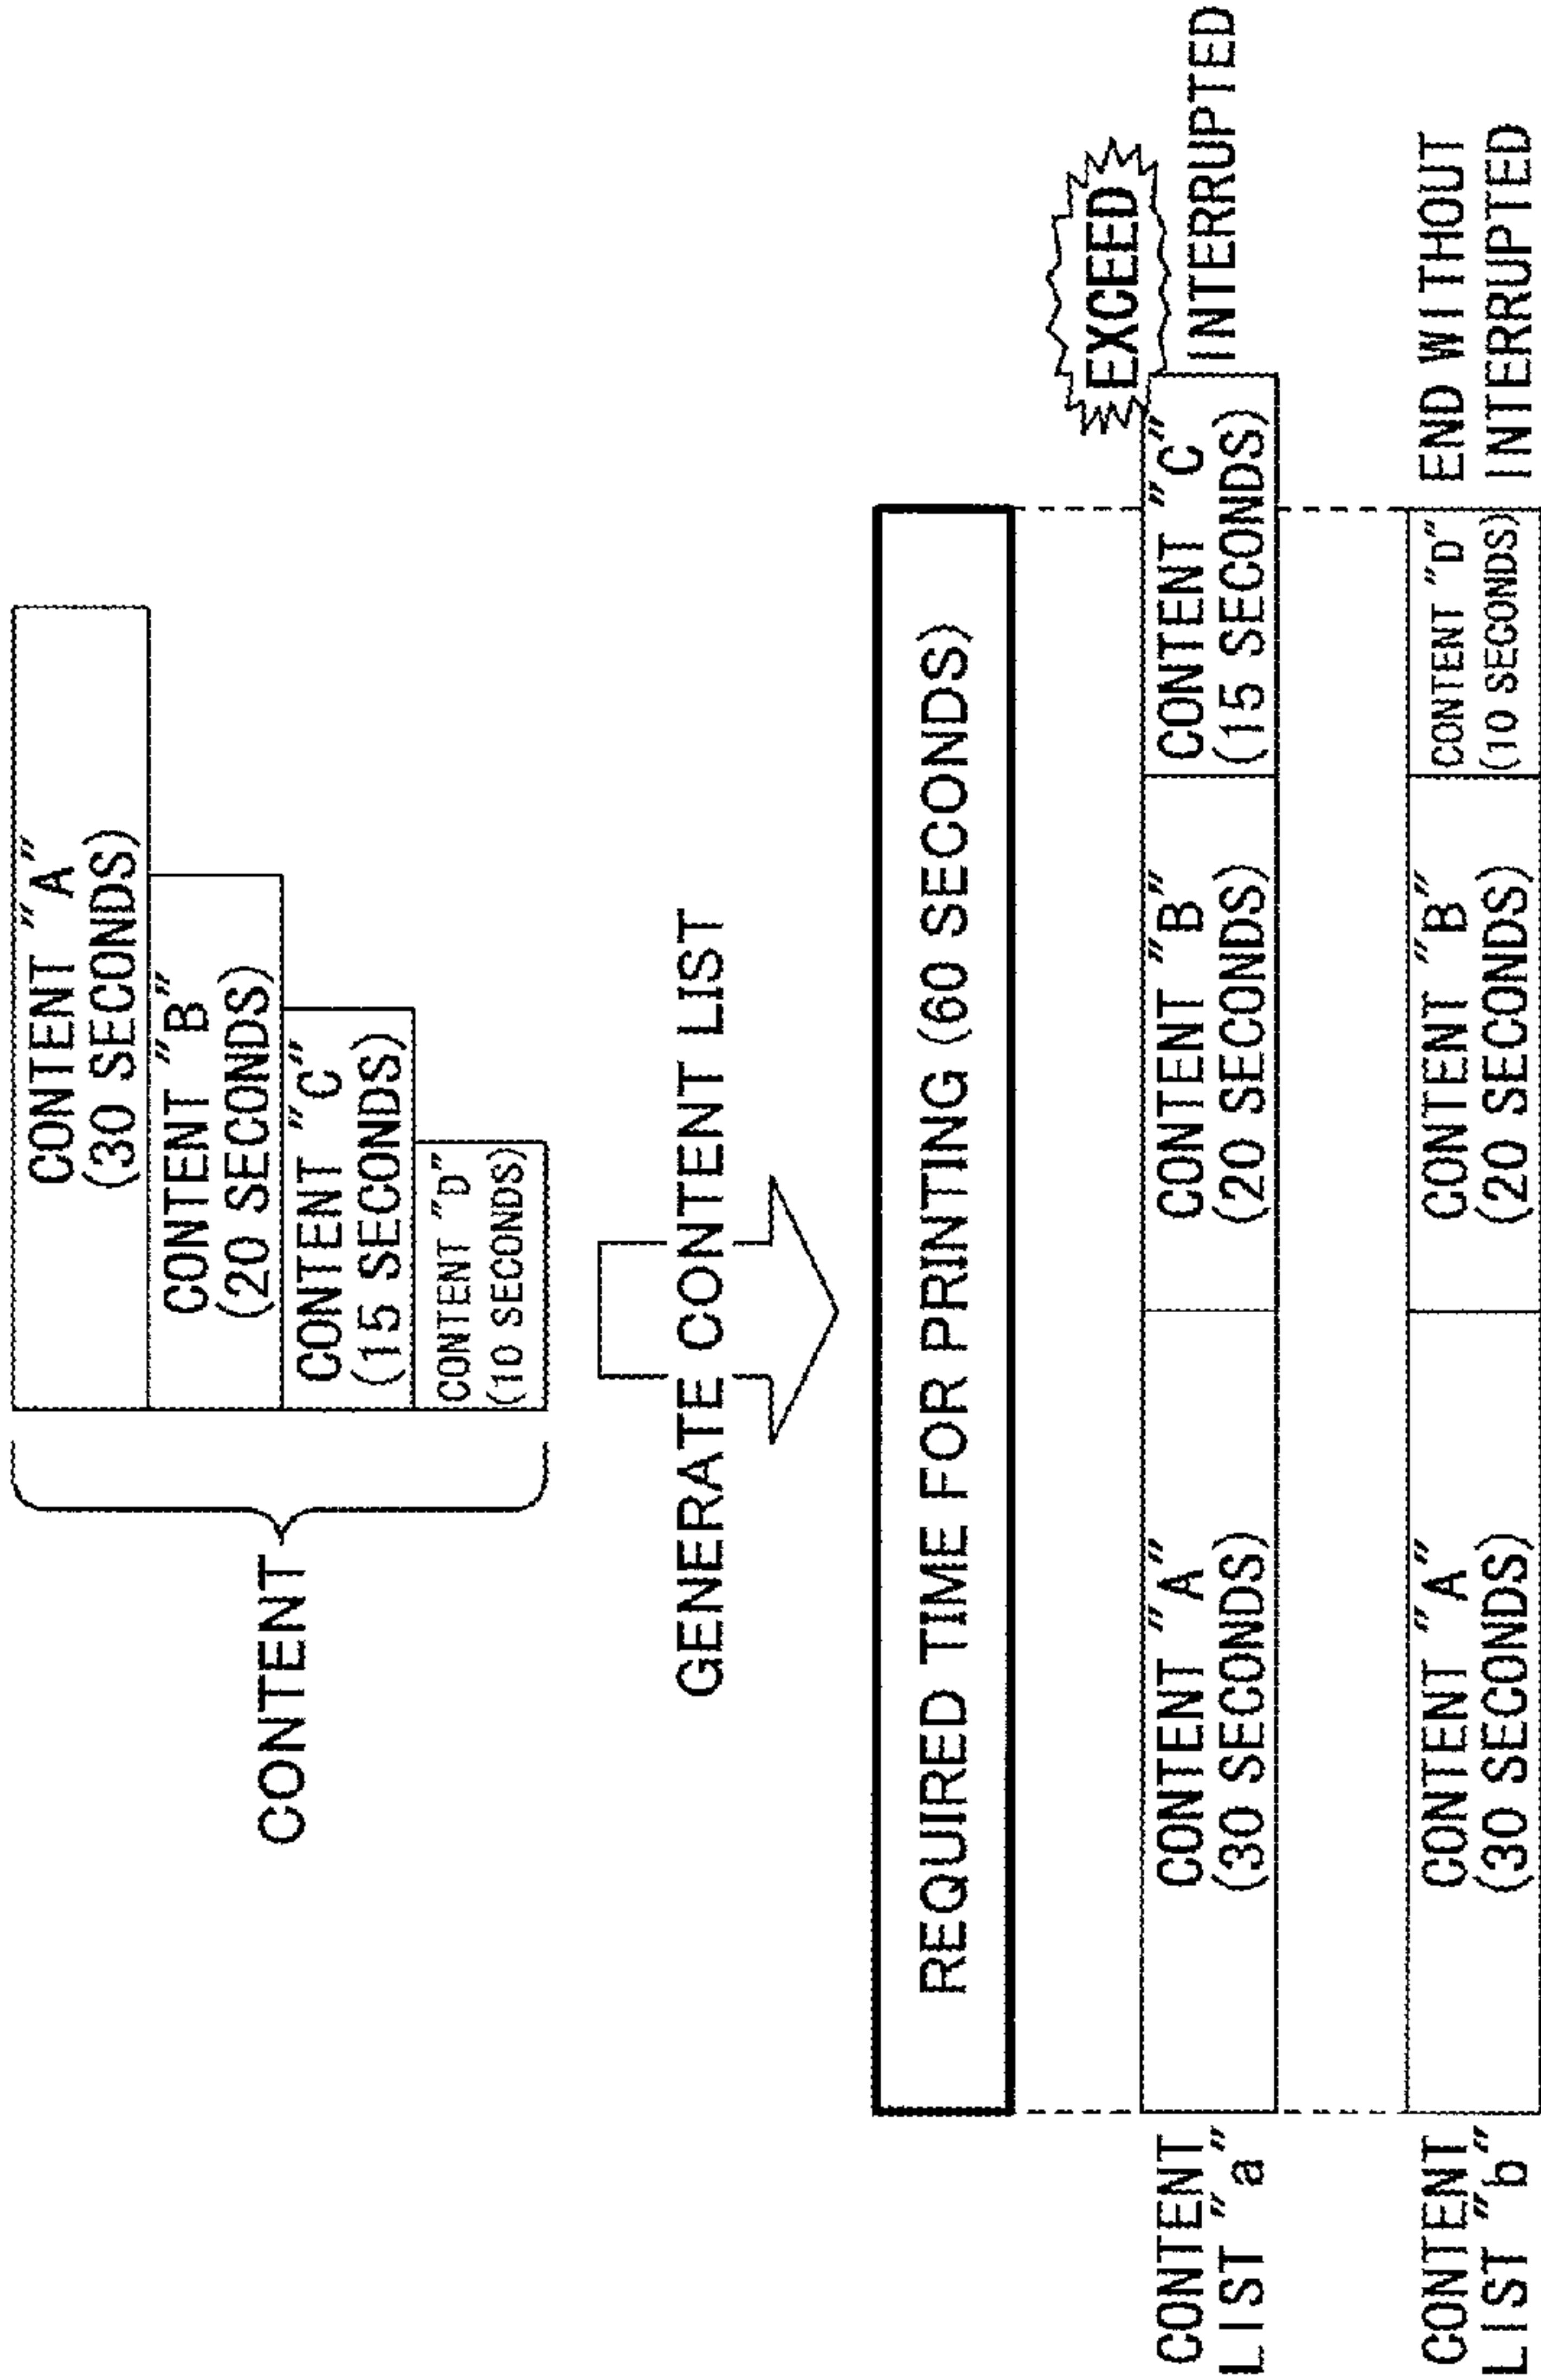 CONTENT
CONTENT "A"
(30 SECONDS)
CONTENT "B"
(20 SECONDS)
CONTENT "C"
(15 SECONDS)
CONTENT "D"
(10 SECONDS)
GENERATE CONTENT LIST
REQUIRED TIME FOR PRINTING (60 SECONDS)
EXCEED
CONTENT
LIST "a"
CONTENT "A"
(30 SECONDS)
CONTENT "B"
(20 SECONDS)
CONTENT "C"
(15 SECONDS)
INTERRUPTED
CONTENT
LIST "b"
CONTENT "A"
(30 SECONDS)
CONTENT "B"
(20 SECONDS)
CONTENT "D"
(10 SECONDS)
END WITHOUT
INTERRUPTED